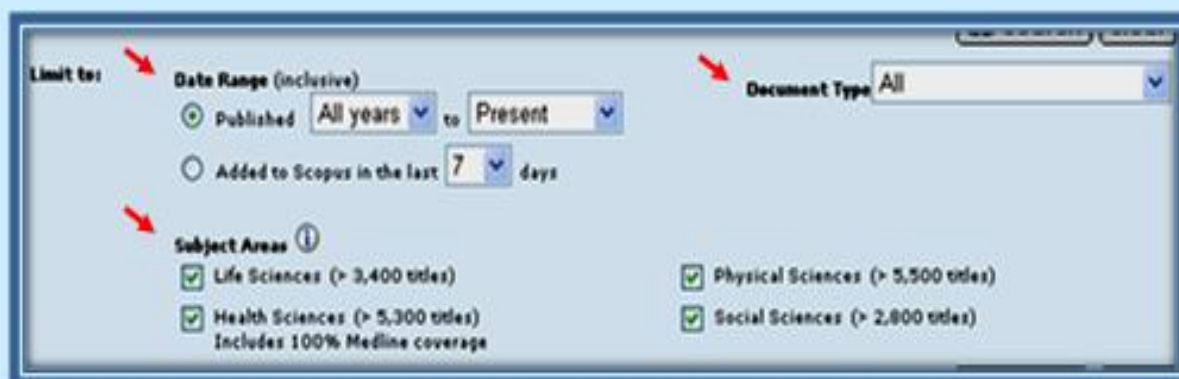 Limit to:
Date Range (inclusive)
Document Type All
Published All years to Present
Added to Scopus in the last 7 days
Subject Areas
Life Sciences (> 3,400 titles)
Physical Sciences (> 5,500 titles)
Health Sciences (> 5,300 titles)
Social Sciences (> 2,800 titles)
Includes 100% Medline coverage